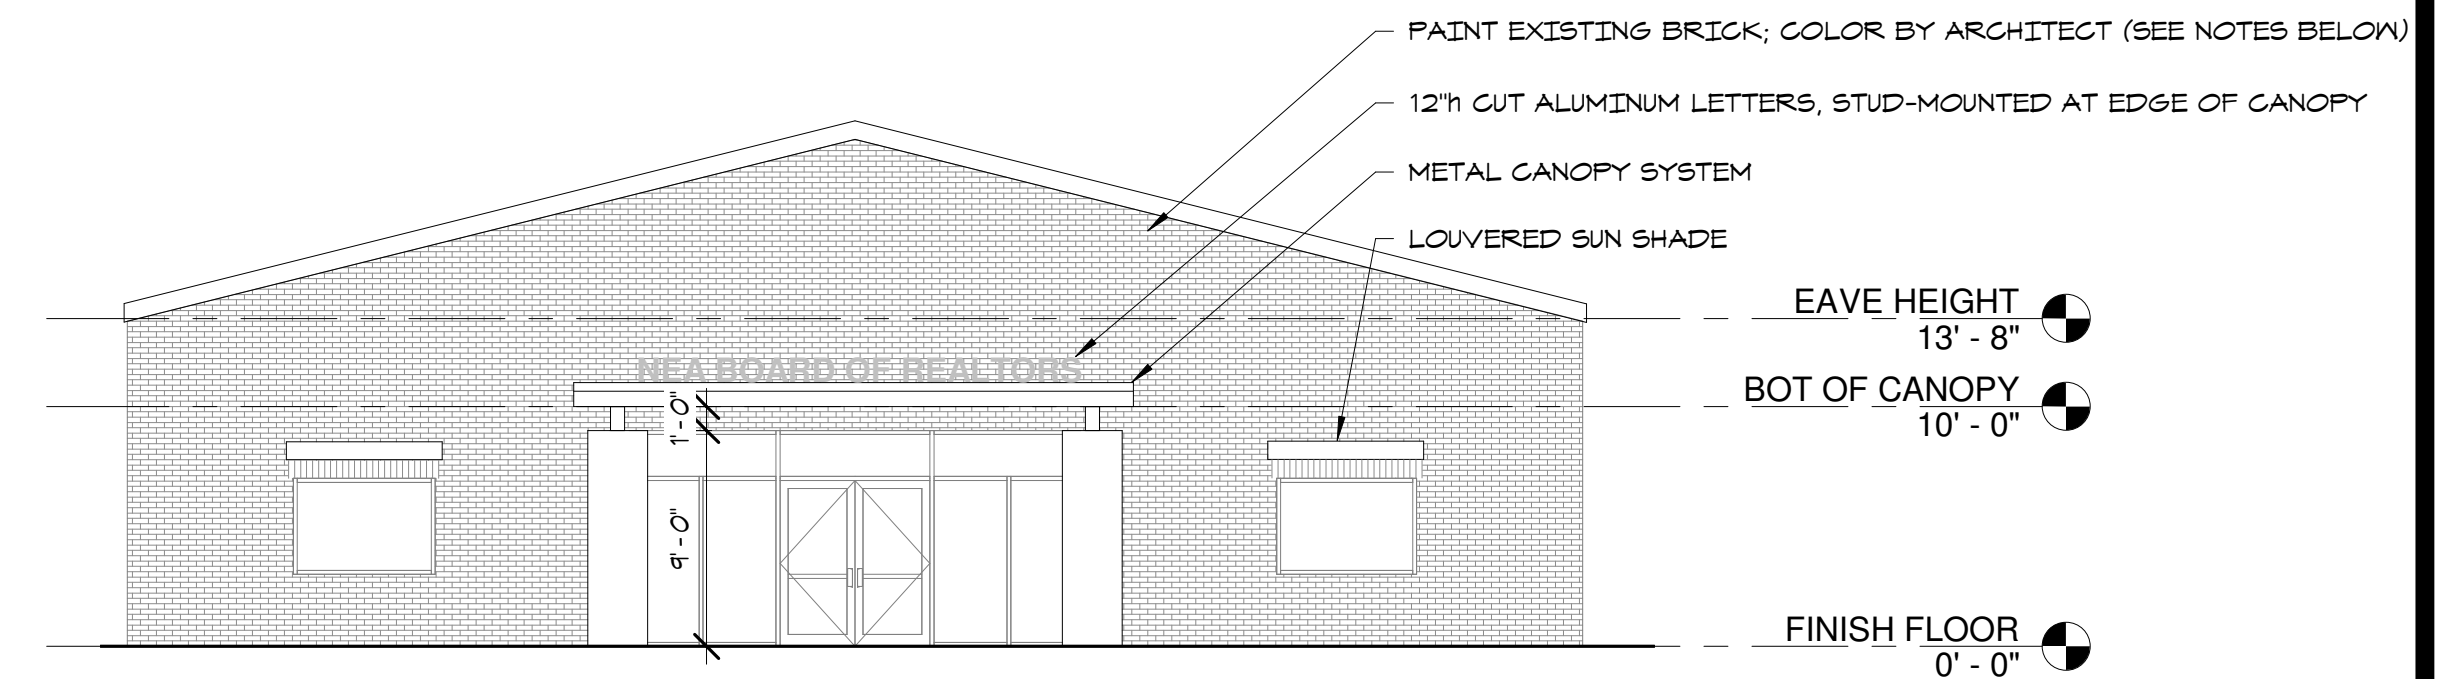 PAINT EXISTING BRICK; COLOR BY ARCHITECT (SEE NOTES BELOW)
12"h CUT ALUMINUM LETTERS, STUD-MOUNTED AT EDGE OF CANOPY
METAL CANOPY SYSTEM
LOUVERED SUN SHADE
EAVE HEIGHT
13' - 8"
NEA BOARD OF REALTORS
BOT OF CANOPY
10' - 0"
1' - 0"
9' - 0"
FINISH FLOOR
0' - 0"